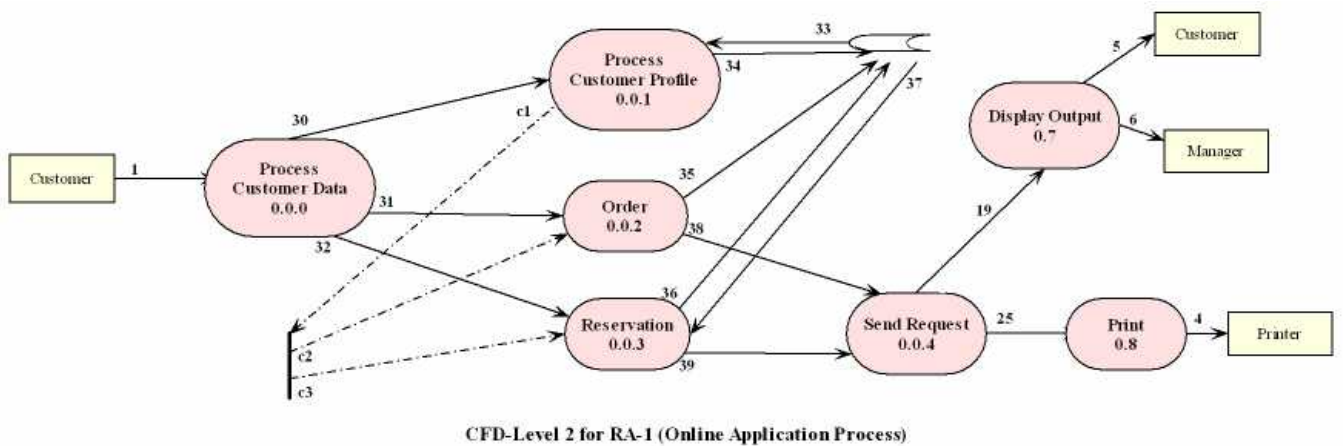 33
Customer
5
Process
Customer Profile
0.0.1
34
37
c1
30
Display Output
0.7
6
Manager
Process
Customer Data
0.0.0
Customer
1
35
31
Order
0.0.2
19
32
38
36
Reservation
0.0.3
Send Request
0.0.4
25
Print
0.8
4
Printer
c2
39
c3
CFD-Level 2 for RA-1 (Online Application Process)